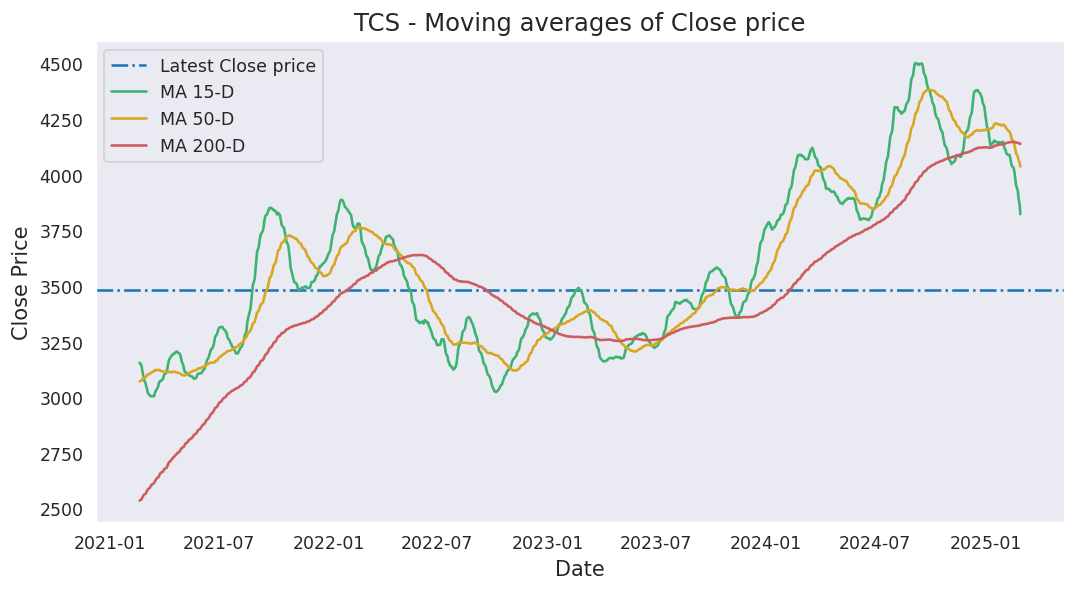 TCS - Moving averages of Close price
Latest Close price
MA 15-D
MA 50-D
MA 200-D
Close Price
4500
4250
4000
3750
3500
3250
3000
2750
2500
2021-01 2021-07 2022-01 2022-07 2023-01 2023-07 2024-01 2024-07 2025-01
Date